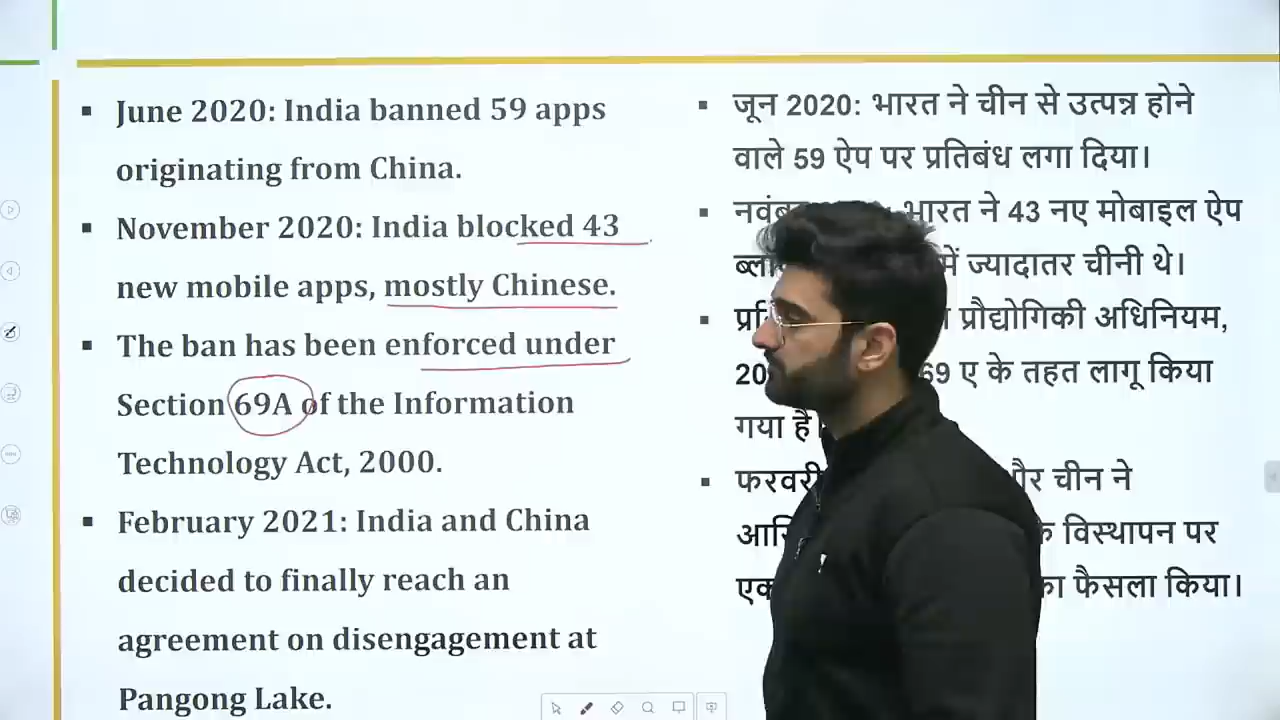 June 2020: India banned 59 apps
originating from China.
November 2020: India blocked 43
new mobile apps, mostly Chinese.
The ban has been enforced under
Section 69A of the Information
Technology Act, 2000.
February 2021: India and China
decided to finally reach an
agreement on disengagement at
Pangong Lake.
जून 2020: भारत ने चीन से उत्पन्न होने
वाले 59 ऐप पर प्रतिबंध लगा दिया।
भारत ने 43 नए मोबाइल ऐप
में ज्यादातर चीनी थे।
प्रौद्योगिकी अधिनियम,
69 ए के तहत लागू किया
गया है
चीन ने
विस्थापन पर
फैसला किया।